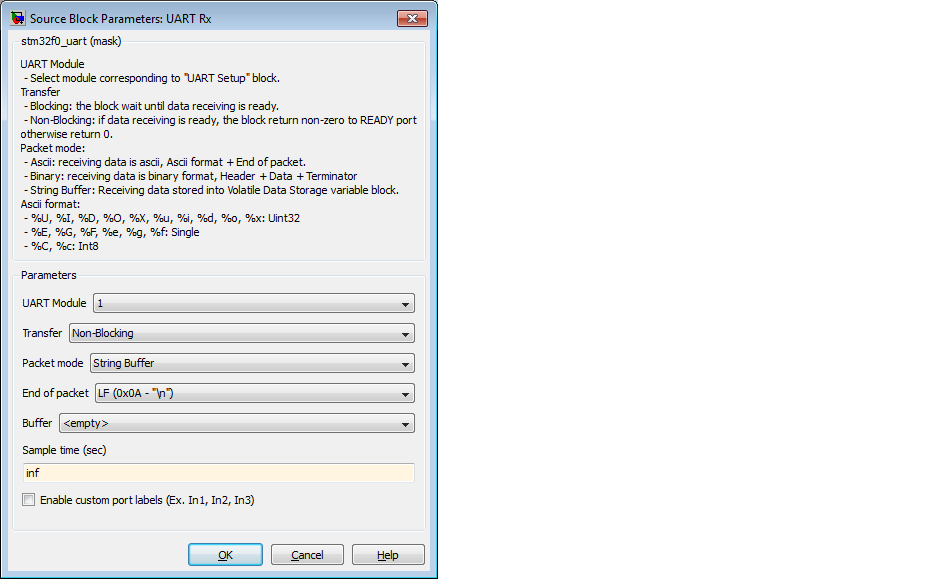 Source Block Parameters: UART Rx
stm32f0_uart (mask)
UART Module
- Select module corresponding to "UART Setup" block.
Transfer
- Blocking: the block wait until data receiving is ready.
- Non-Blocking: if data receiving is ready, the block return non-zero to READY port
otherwise return 0.
Packet mode:
- Ascii: receiving data is ascii, Ascii format + End of packet.
- Binary: receiving data is binary format, Header + Data + Terminator
- String Buffer: Receiving data stored into Volatile Data Storage variable block.
Ascii format:
- %U, %I, %D, %O, %X, %u, %i, %d, %o, %x: Uint32
- %E, %G, %F, %e, %g, %f: Single
- %C, %c: Int8
Parameters
UART Module 1
Transfer Non-Blocking
Packet mode String Buffer
End of packet LF (0x0A - "\n")
Buffer <empty>
Sample time (sec)
inf
Enable custom port labels (Ex. In1, In2, In3)
OK Cancel Help